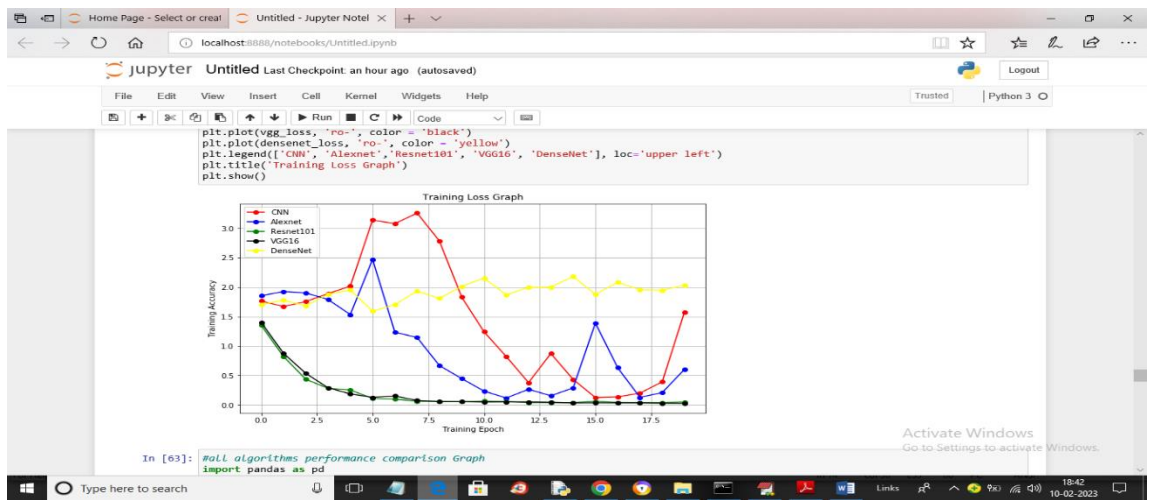 Home Page - Select or creat
Untitled - Jupyter Notel
localhost:8888/notebooks/Untitled.ipynb
jupyter Untitled Last Checkpoint: an hour ago (autosaved)
Logout
File Edit View Insert Cell Kernel Widgets Help
Trusted Python 3
Run Code
plt.plot(vgg_loss, 'ro-', color = 'black')
plt.plot(densenet_loss, 'ro-', color = 'yellow')
plt.legend(['CNN', 'Alexnet','Resnet101', 'VGG16', 'DenseNet'], loc='upper left')
plt.title('Training Loss Graph')
plt.show()
Training Loss Graph
CNN
Alexnet
Resnet101
VGG16
DenseNet
3.0
2.5
2.0
1.5
1.0
0.5
0.0
Training Accuracy
0.0 2.5 5.0 7.5 10.0 12.5 15.0 17.5
Training Epoch
Activate Windows
Go to Settings to activate Windows.
In [63]: #all algorithms performance comparison Graph
import pandas as pd
Type here to search
Links
18:42
10-02-2023